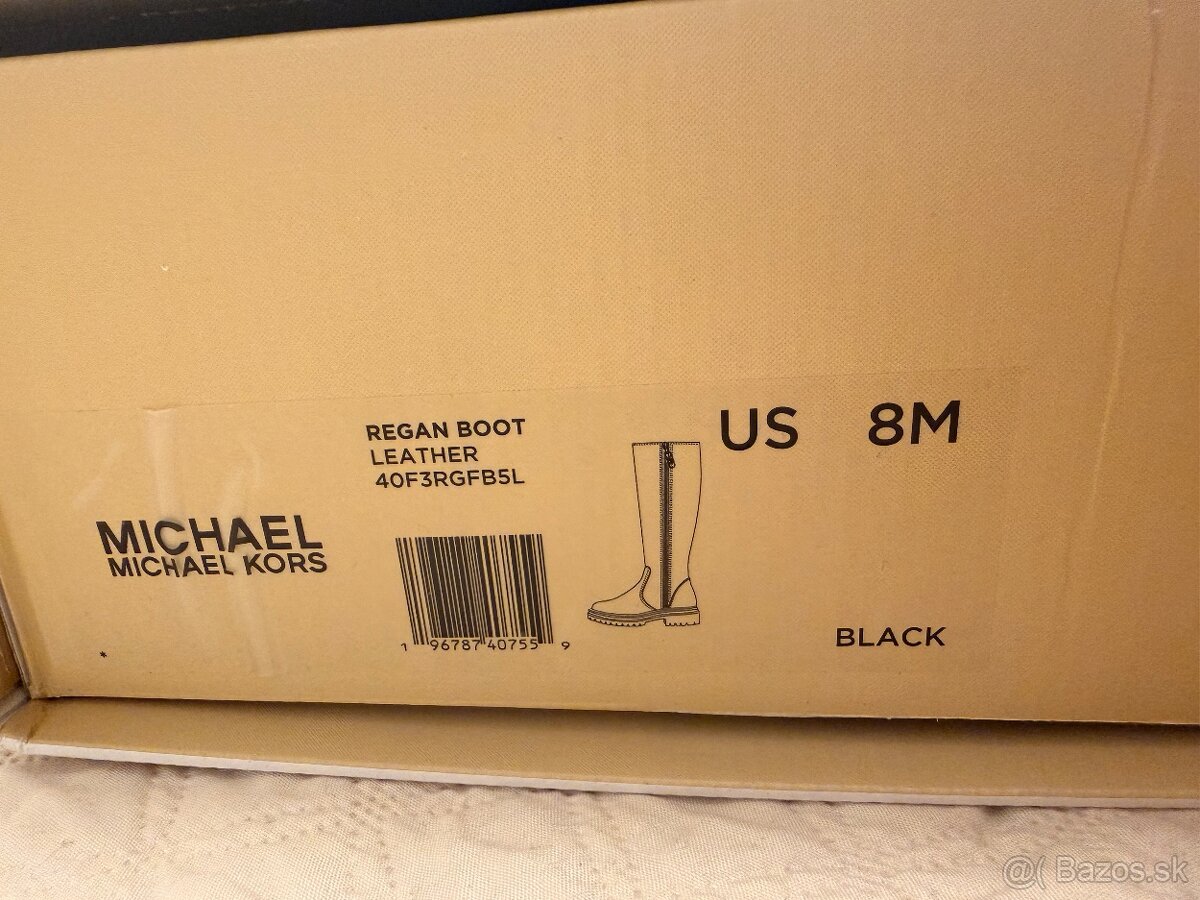 REGAN BOOT
LEATHER
40F3RGFB5L
US 8M
MICHAEL
MICHAEL KORS
1 96787 40755 9
BLACK
*
@( Bazos.sk